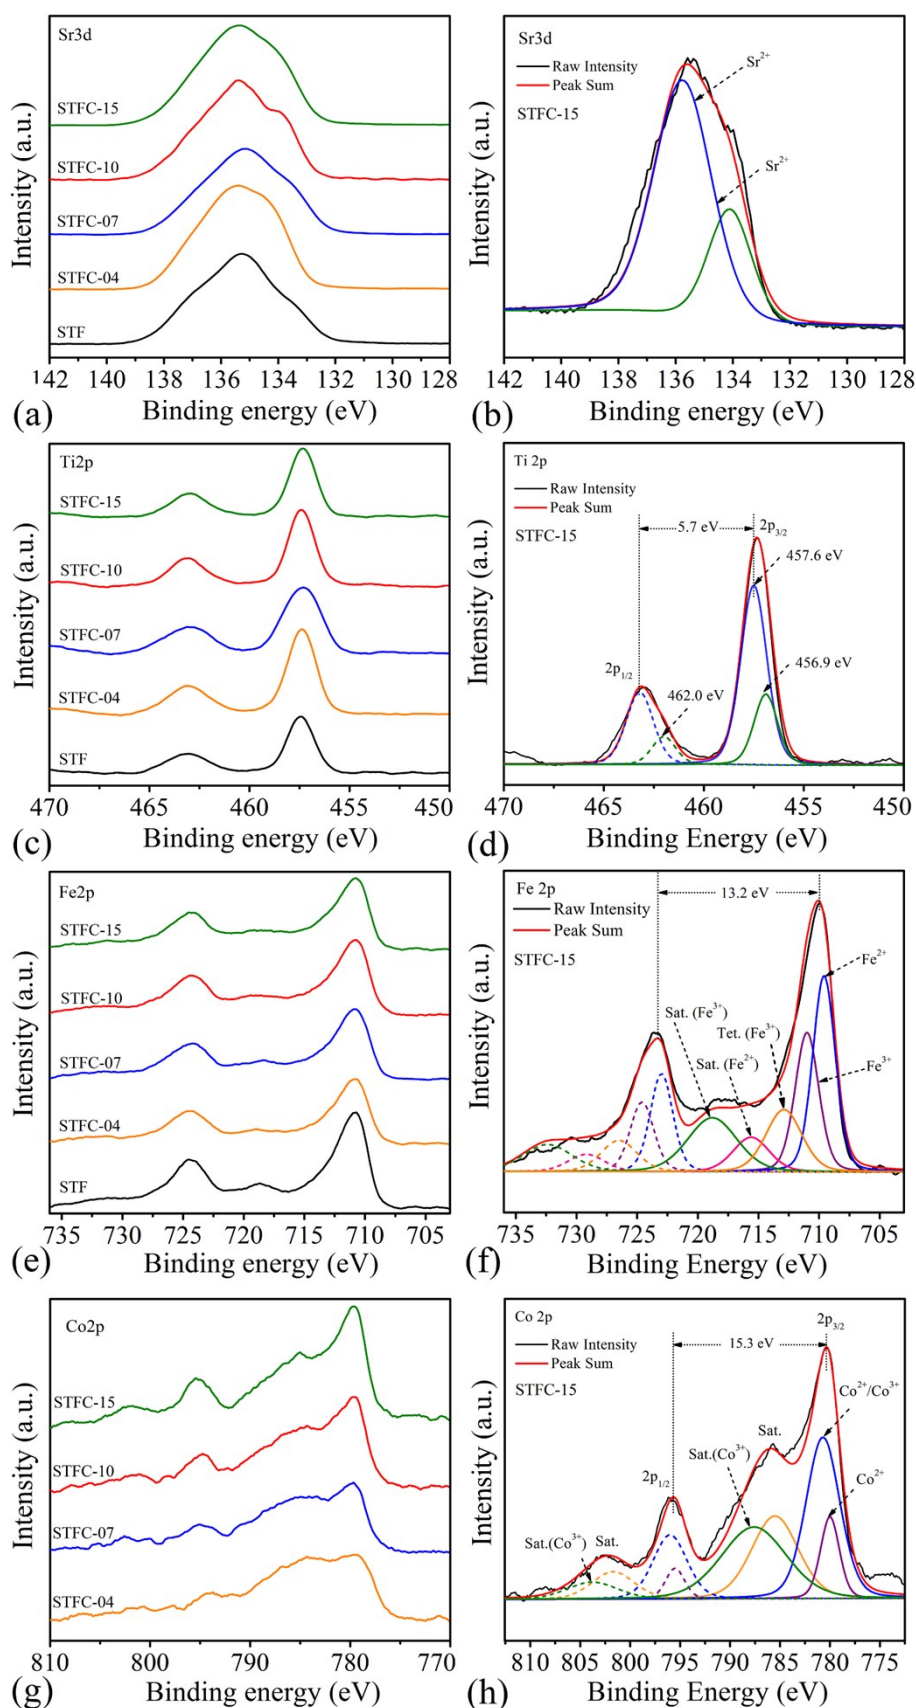 Sr3d
STFC-15
STFC-10
STFC-07
STFC-04
STF
Intensity (a.u.)
142 140 138 136 134 132 130 128
Binding energy (eV)
(a)
Sr3d
Raw Intensity
Peak Sum
STFC-15
Sr2+
Sr2+
Intensity (a.u.)
142 140 138 136 134 132 130 128
Binding energy (eV)
(b)
Ti2p
STFC-15
STFC-10
STFC-07
STFC-04
STF
Intensity (a.u.)
470 465 460 455 450
Binding energy (eV)
(c)
Ti 2p
Raw Intensity
Peak Sum
STFC-15
5.7 eV
2p3/2
457.6 eV
456.9 eV
2p1/2
462.0 eV
Intensity (a.u.)
470 465 460 455 450
Binding Energy (eV)
(d)
Fe2p
STFC-15
STFC-10
STFC-07
STFC-04
STF
Intensity (a.u.)
735 730 725 720 715 710 705
Binding energy (eV)
(e)
Fe 2p
Raw Intensity
Peak Sum
STFC-15
13.2 eV
Fe2+
Sat. (Fe3+)
Tet. (Fe3+)
Sat. (Fe2+)
Fe3+
Intensity (a.u.)
735 730 725 720 715 710 705
Binding Energy (eV)
(f)
Co2p
STFC-15
STFC-10
STFC-07
STFC-04
Intensity (a.u.)
810 800 790 780 770
Binding energy (eV)
(g)
Co 2p
Raw Intensity
Peak Sum
STFC-15
15.3 eV
2p3/2
Co2+/Co3+
Sat.
Sat.(Co3+)
2p1/2
Co2+
Sat.(Co3+)
Sat.
Intensity (a.u.)
810 805 800 795 790 785 780 775
Binding Energy (eV)
(h)